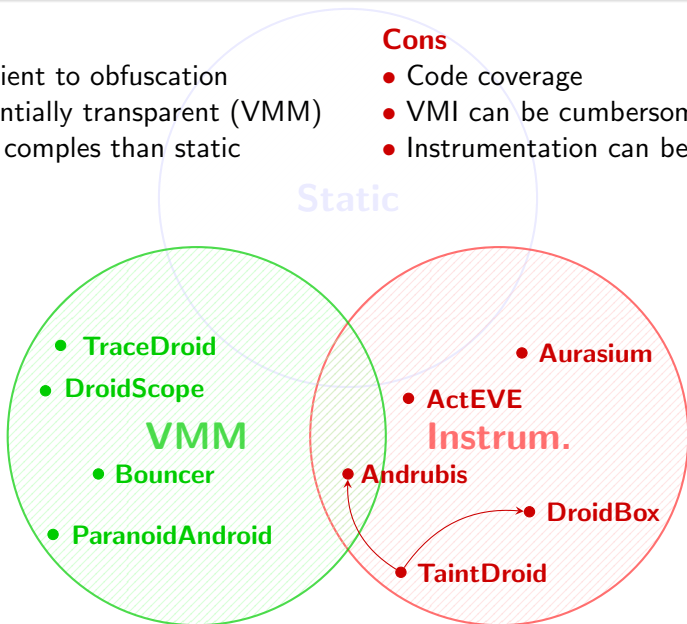 Cons
ient to obfuscation
• Code coverage
ntially transparent (VMM)
• VMI can be cumbersom
comples than static
• Instrumentation can be
Static
TraceDroid
Aurasium
DroidScope
ActEVE
VMM
Instrum.
Bouncer
Andrubis
DroidBox
ParanoidAndroid
TaintDroid